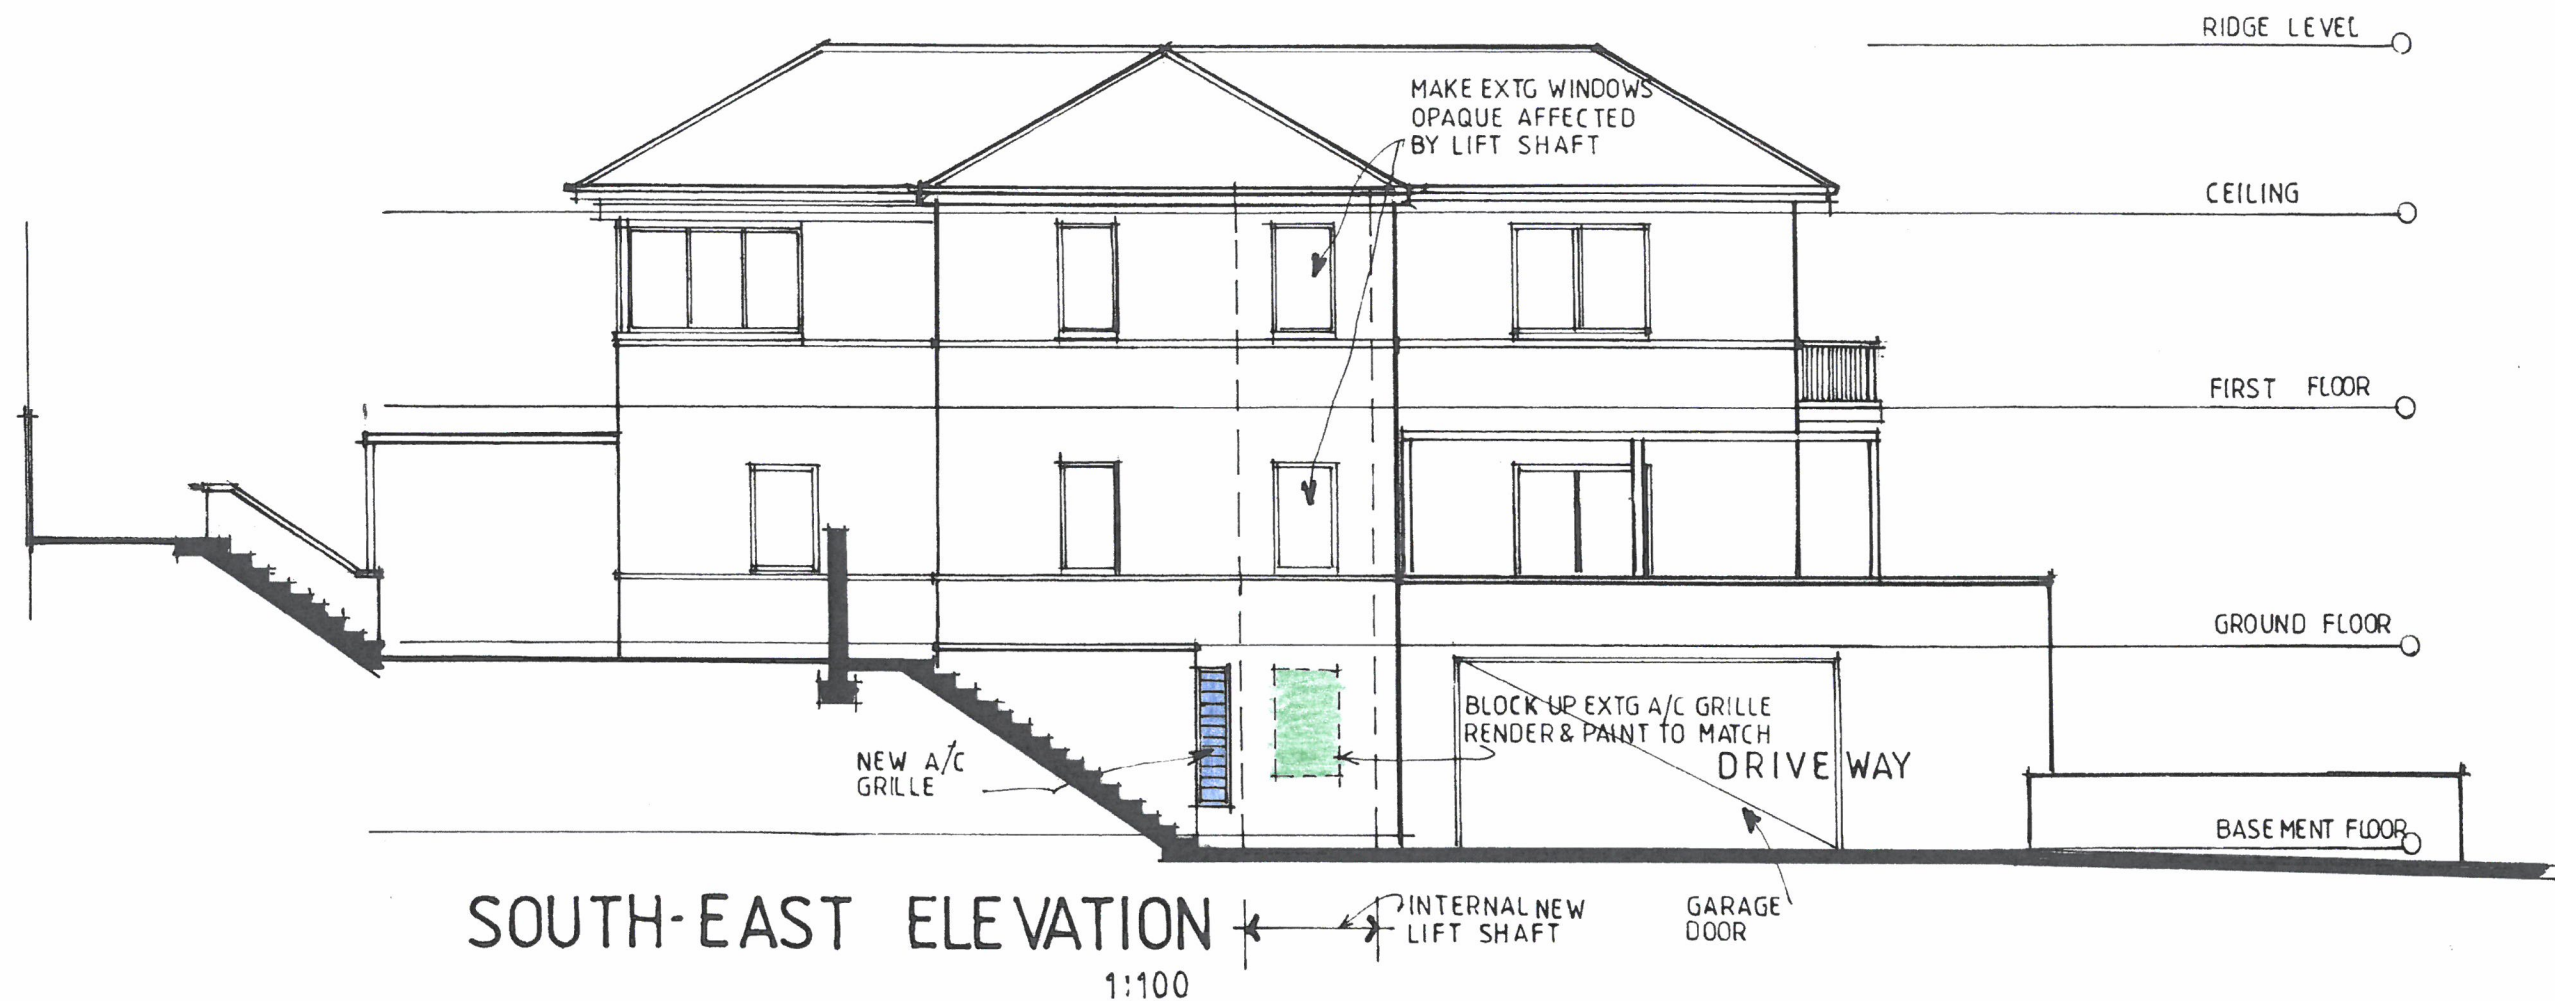 RIDGE LEVEL
MAKE EXTG WINDOWS
OPAQUE AFFECTED
BY LIFT SHAFT
CEILING
FIRST FLOOR
GROUND FLOOR
BLOCK UP EXTG A/C GRILLE
RENDER & PAINT TO MATCH
NEW A/C
GRILLE
DRIVEWAY
BASEMENT FLOOR
SOUTH-EAST ELEVATION
1:100
INTERNAL NEW
LIFT SHAFT
GARAGE
DOOR